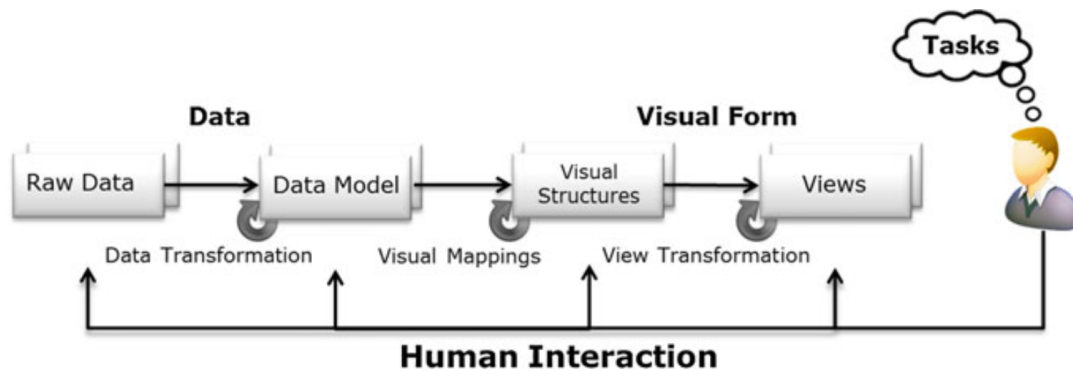 Tasks
Data
Visual Form
Raw Data
Data Model
Visual
Structures
Views
Data Transformation
Visual Mappings
View Transformation
Human Interaction